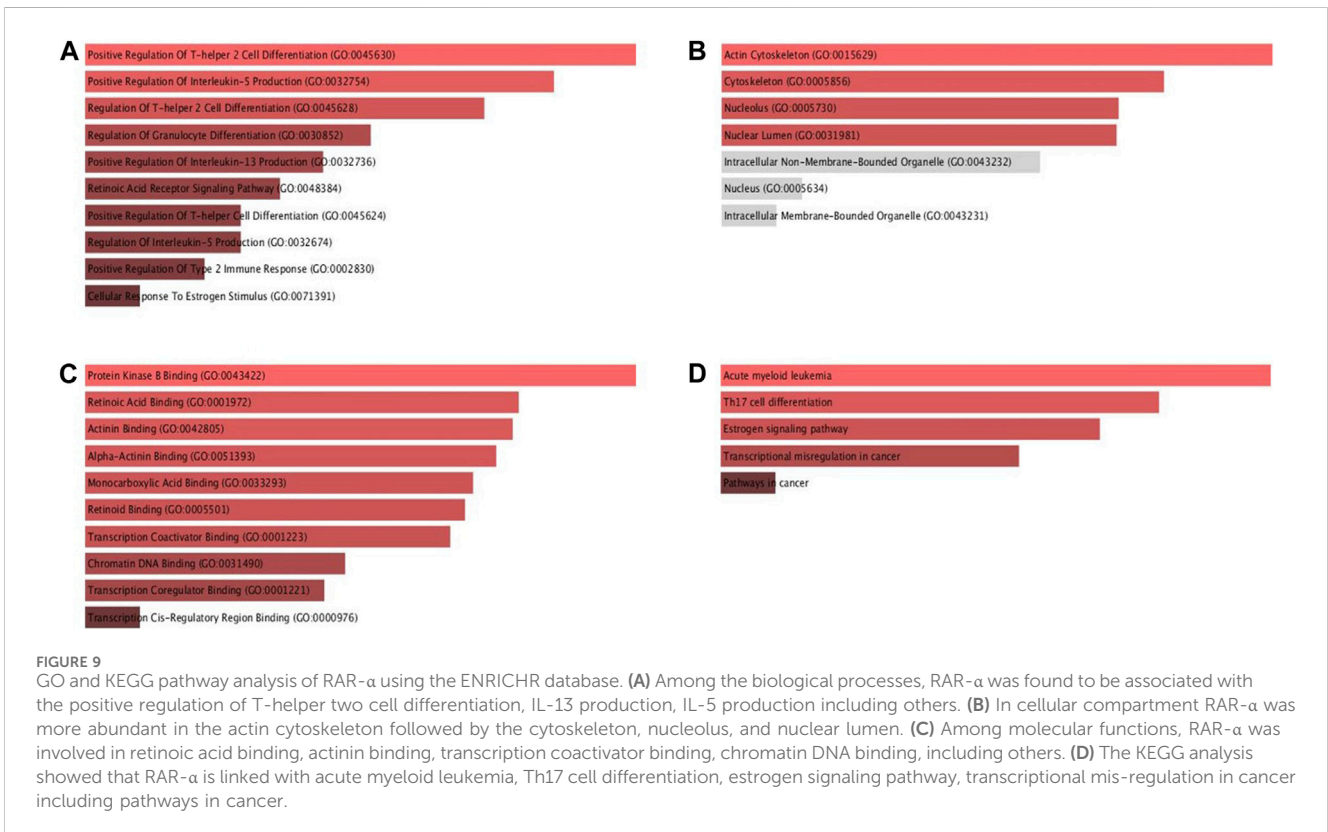 A
Positive Regulation Of T-helper 2 Cell Differentiation (GO:0045630)
Positive Regulation Of Interleukin-5 Production (GO:0032754)
Regulation Of T-helper 2 Cell Differentiation (GO:0045628)
Regulation Of Granulocyte Differentiation (GO:0030852)
Positive Regulation Of Interleukin-13 Production (GO:0032736)
Retinoic Acid Receptor Signaling Pathway (GO:0048384)
Positive Regulation Of T-helper Cell Differentiation (GO:0045624)
Regulation Of Interleukin-5 Production (GO:0032674)
Positive Regulation Of Type 2 Immune Response (GO:0002830)
Cellular Response To Estrogen Stimulus (GO:0071391)
B
Actin Cytoskeleton (GO:0015629)
Cytoskeleton (GO:0005856)
Nucleolus (GO:0005730)
Nuclear Lumen (GO:0031981)
Intracellular Non-Membrane-Bounded Organelle (GO:0043232)
Nucleus (GO:0005634)
Intracellular Membrane-Bounded Organelle (GO:0043231)
C
Protein Kinase B Binding (GO:0043422)
Retinoic Acid Binding (GO:0001972)
Actinin Binding (GO:0042805)
Alpha-Actinin Binding (GO:0051393)
Monocarboxylic Acid Binding (GO:0033293)
Retinoid Binding (GO:0005501)
Transcription Coactivator Binding (GO:0001223)
Chromatin DNA Binding (GO:0031490)
Transcription Coregulator Binding (GO:0001221)
Transcription Cis-Regulatory Region Binding (GO:0000976)
D
Acute myeloid leukemia
Th17 cell differentiation
Estrogen signaling pathway
Transcriptional misregulation in cancer
Pathways in cancer
FIGURE 9
GO and KEGG pathway analysis of RAR-α using the ENRICHR database. (A) Among the biological processes, RAR-α was found to be associated with
the positive regulation of T-helper two cell differentiation, IL-13 production, IL-5 production including others. (B) In cellular compartment RAR-α was
more abundant in the actin cytoskeleton followed by the cytoskeleton, nucleolus, and nuclear lumen. (C) Among molecular functions, RAR-α was
involved in retinoic acid binding, actinin binding, transcription coactivator binding, chromatin DNA binding, including others. (D) The KEGG analysis
showed that RAR-α is linked with acute myeloid leukemia, Th17 cell differentiation, estrogen signaling pathway, transcriptional mis-regulation in cancer
including pathways in cancer.